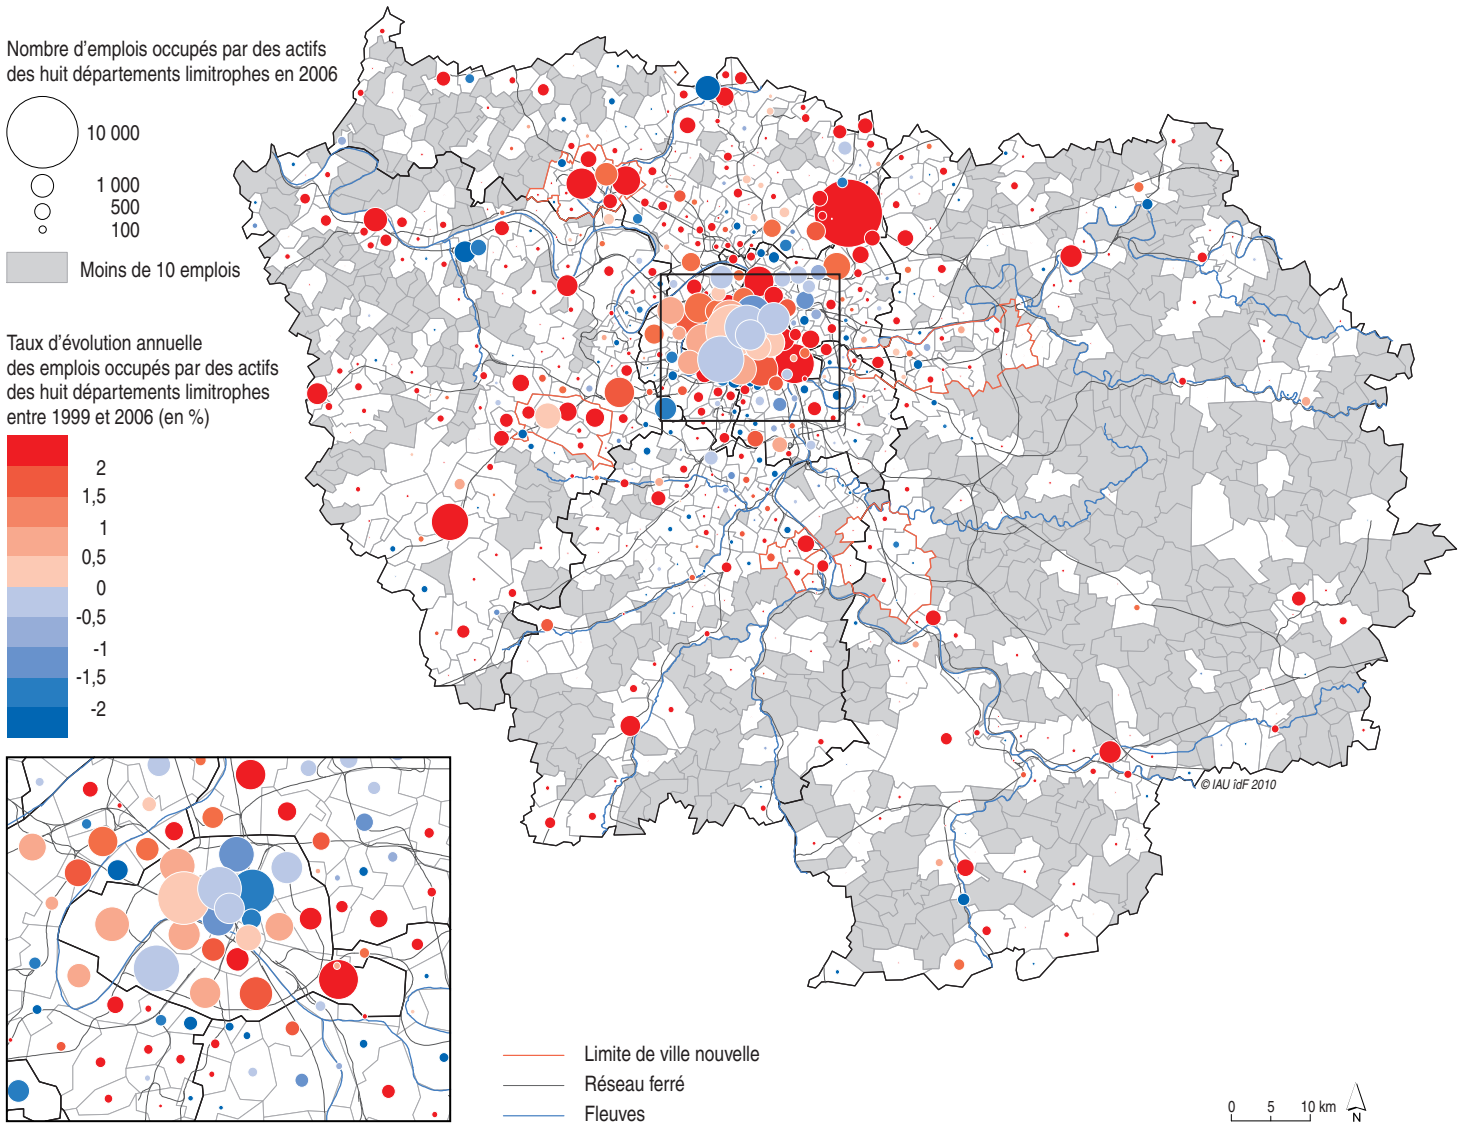 Nombre d'emplois occupés par des actifs
des huit départements limitrophes en 2006
10 000
1 000
500
100
Moins de 10 emplois
Taux d'évolution annuelle
des emplois occupés par des actifs
des huit départements limitrophes
entre 1999 et 2006 (en %)
2
1,5
1
0,5
0
-0,5
-1
-1,5
-2
© IAU îdF 2010
Limite de ville nouvelle
Réseau ferré
Fleuves
0 5 10 km
N